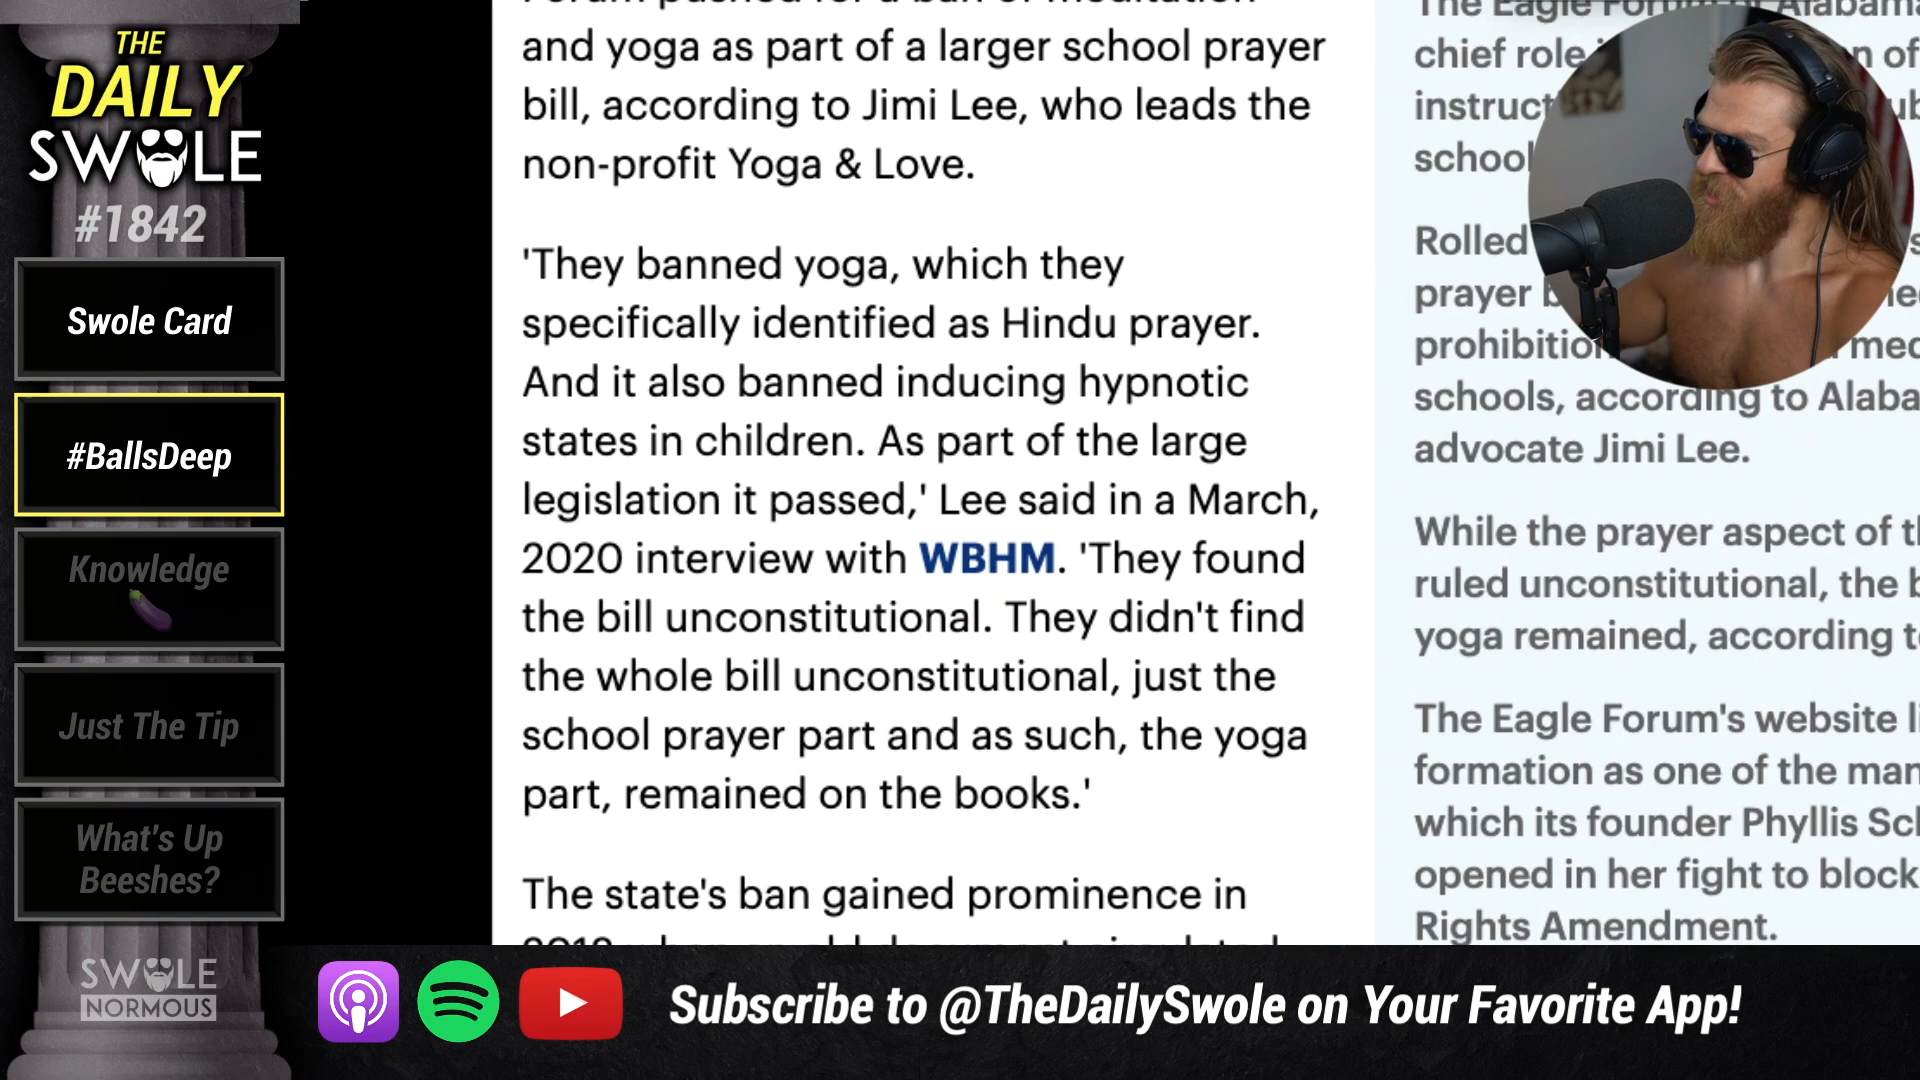 THE
DAILY
SWOLE
#1842
Swole Card
#BallsDeep
Knowledge
Just The Tip
What's Up
Beeshes?
SWOLE
NORMOUS
and yoga as part of a larger school prayer
bill, according to Jimi Lee, who leads the
non-profit Yoga & Love.
'They banned yoga, which they
specifically identified as Hindu prayer.
And it also banned inducing hypnotic
states in children. As part of the large
legislation it passed,' Lee said in a March,
2020 interview with WBHM. 'They found
the bill unconstitutional. They didn't find
the whole bill unconstitutional, just the
school prayer part and as such, the yoga
part, remained on the books.'
The state's ban gained prominence in
The Eagle Forum of Alabama
chief role
instruct
school
Rolled
prayer
prohibition
schools, according to Alaba
advocate Jimi Lee.
While the prayer aspect of t
ruled unconstitutional, the b
yoga remained, according t
The Eagle Forum's website li
formation as one of the man
which its founder Phyllis Scl
opened in her fight to block
Rights Amendment.
Subscribe to @TheDailySwole on Your Favorite App!